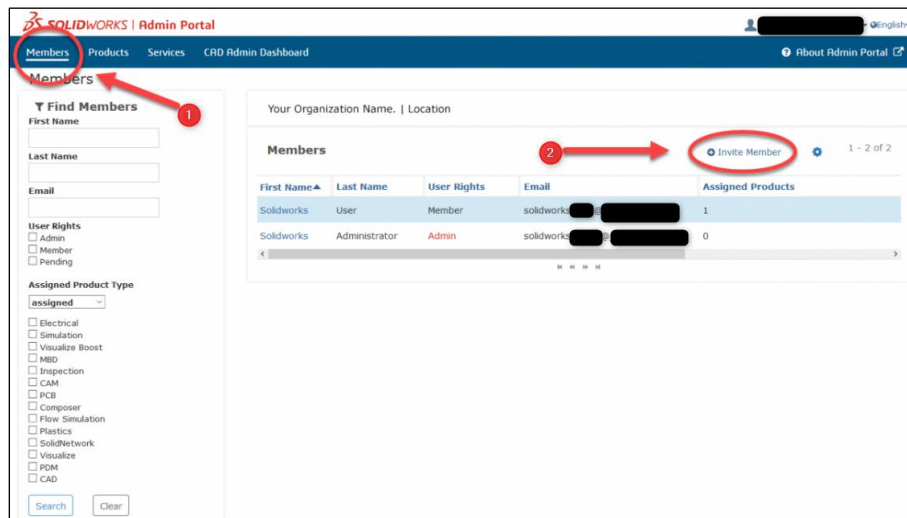 SOLIDWORKS | Admin Portal
English
Members Products Services CAD Admin Dashboard About Admin Portal
Members
1
Find Members
First Name
Last Name
Email
User Rights
Admin
Member
Pending
Assigned Product Type
assigned
Electrical
Simulation
Visualize Boost
MBD
Inspection
CAM
PCB
Composer
Flow Simulation
Plastics
SolidNetwork
Visualize
PDM
CAD
Search Clear
Your Organization Name. | Location
Members 2 Invite Member 1 - 2 of 2
First Name Last Name User Rights Email Assigned Products
Solidworks User Member solidworks @ 1
Solidworks Administrator Admin solidworks @ 0